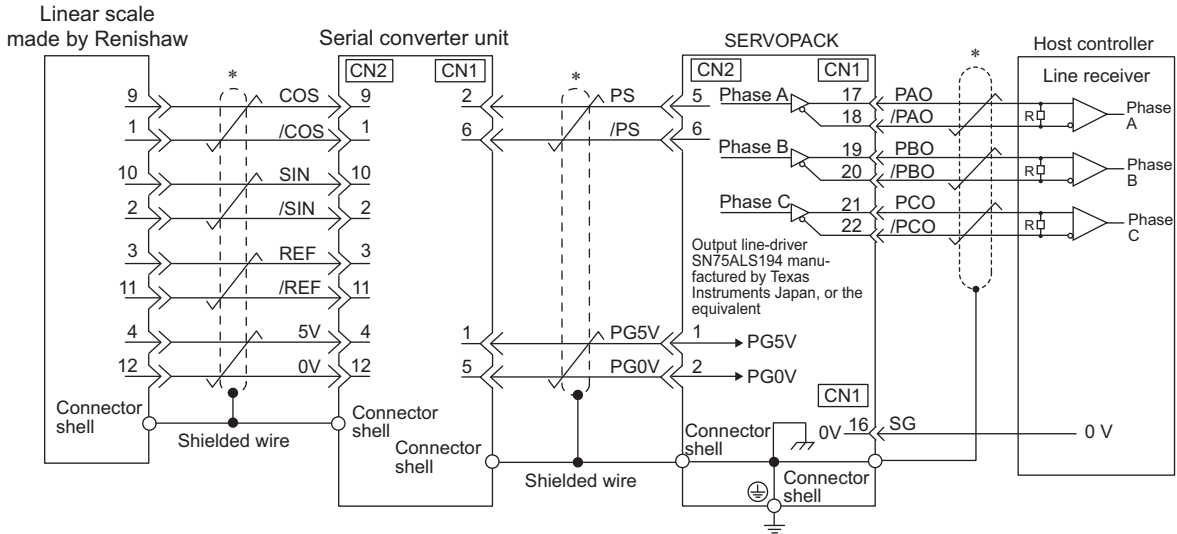 Linear scale
made by Renishaw
Serial converter unit
SERVOPACK
Host controller
*
*
*
CN2
CN1
CN2
CN1
Line receiver
9 COS 9
2 PS 5
Phase A 17 PAO
Phase
A
18 /PAO R
1 /COS 1
6 /PS 6
Phase B 19 PBO
Phase
B
20 /PBO R
10 SIN 10
2 /SIN 2
Phase C 21 PCO
Phase
C
22 /PCO R
3 REF 3
11 /REF 11
Output line-driver
SN75ALS194 manu-
factured by Texas
Instruments Japan, or the
equivalent
4 5V 4
1 PG5V 1 PG5V
12 0V 12
5 PG0V 2 PG0V
CN1
0V 16 SG 0 V
Connector
shell
Shielded wire
Connector
shell
Connector
shell
Shielded wire
Connector
shell
Connector
shell